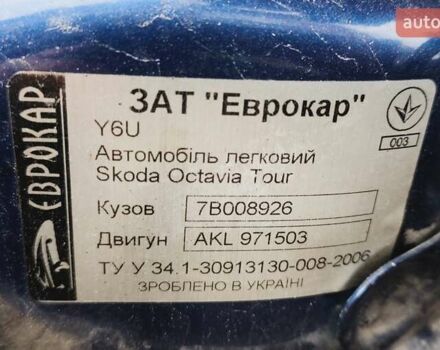 auto
ЗАТ "Еврокар"
ЄВРОКАР
Y6U
003
Автомобіль легковий
Skoda Octavia Tour
Кузов 7B008926
Двигун AKL 971503
ТУ У 34.1-30913130-008-2006
ЗРОБЛЕНО В УКРАЇНІ